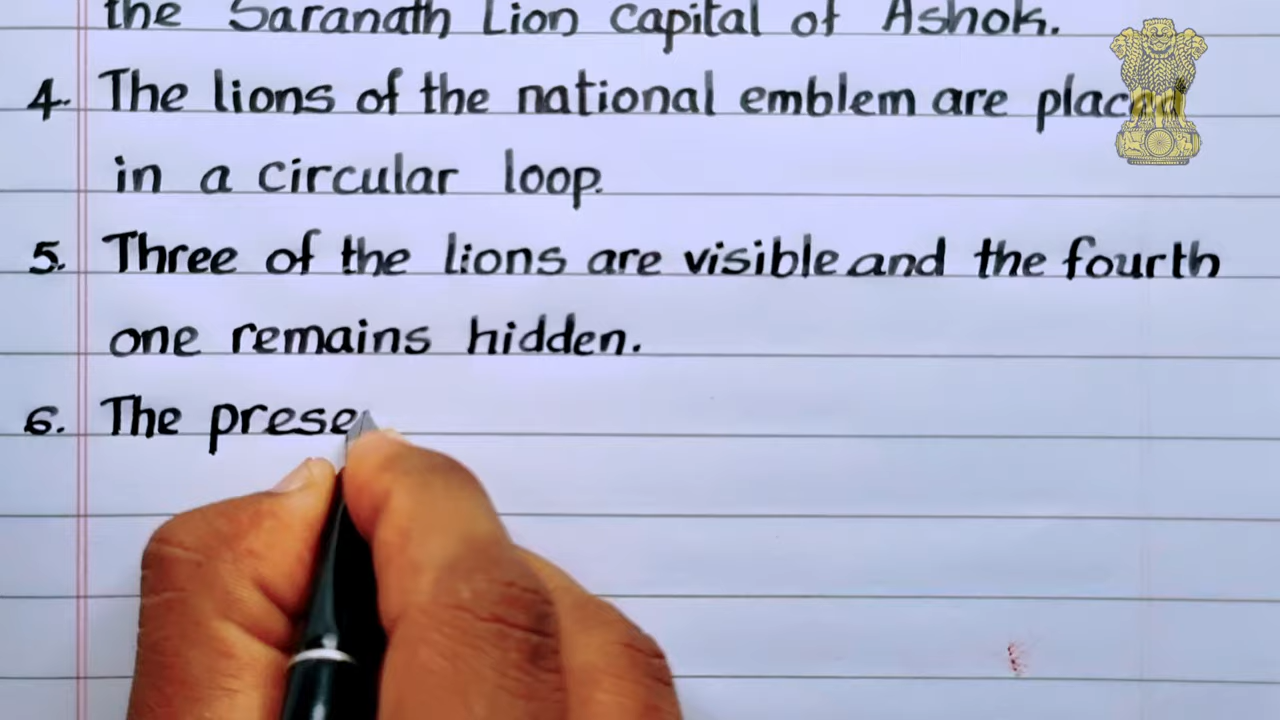 the Saranath Lion Capital of Ashok.
4. The lions of the national emblem are placed
in a circular loop.
5. Three of the lions are visible and the fourth
one remains hidden.
6. The prese